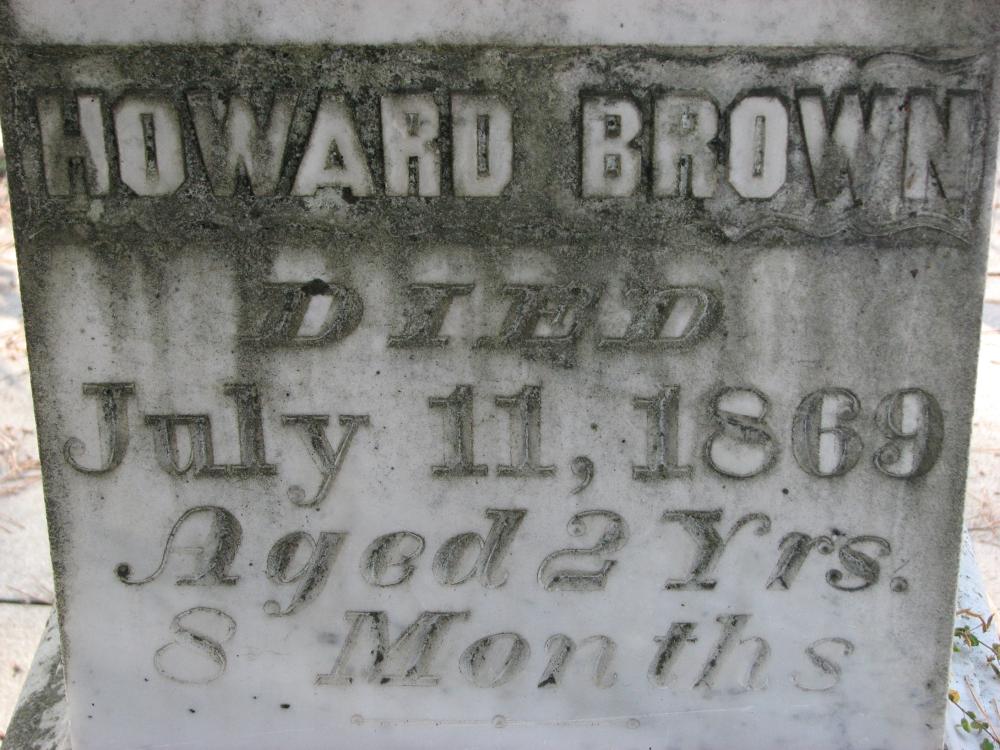 HOWARD BROWN
DIED
July 11, 1869
Aged 2 Yrs.
8 Months